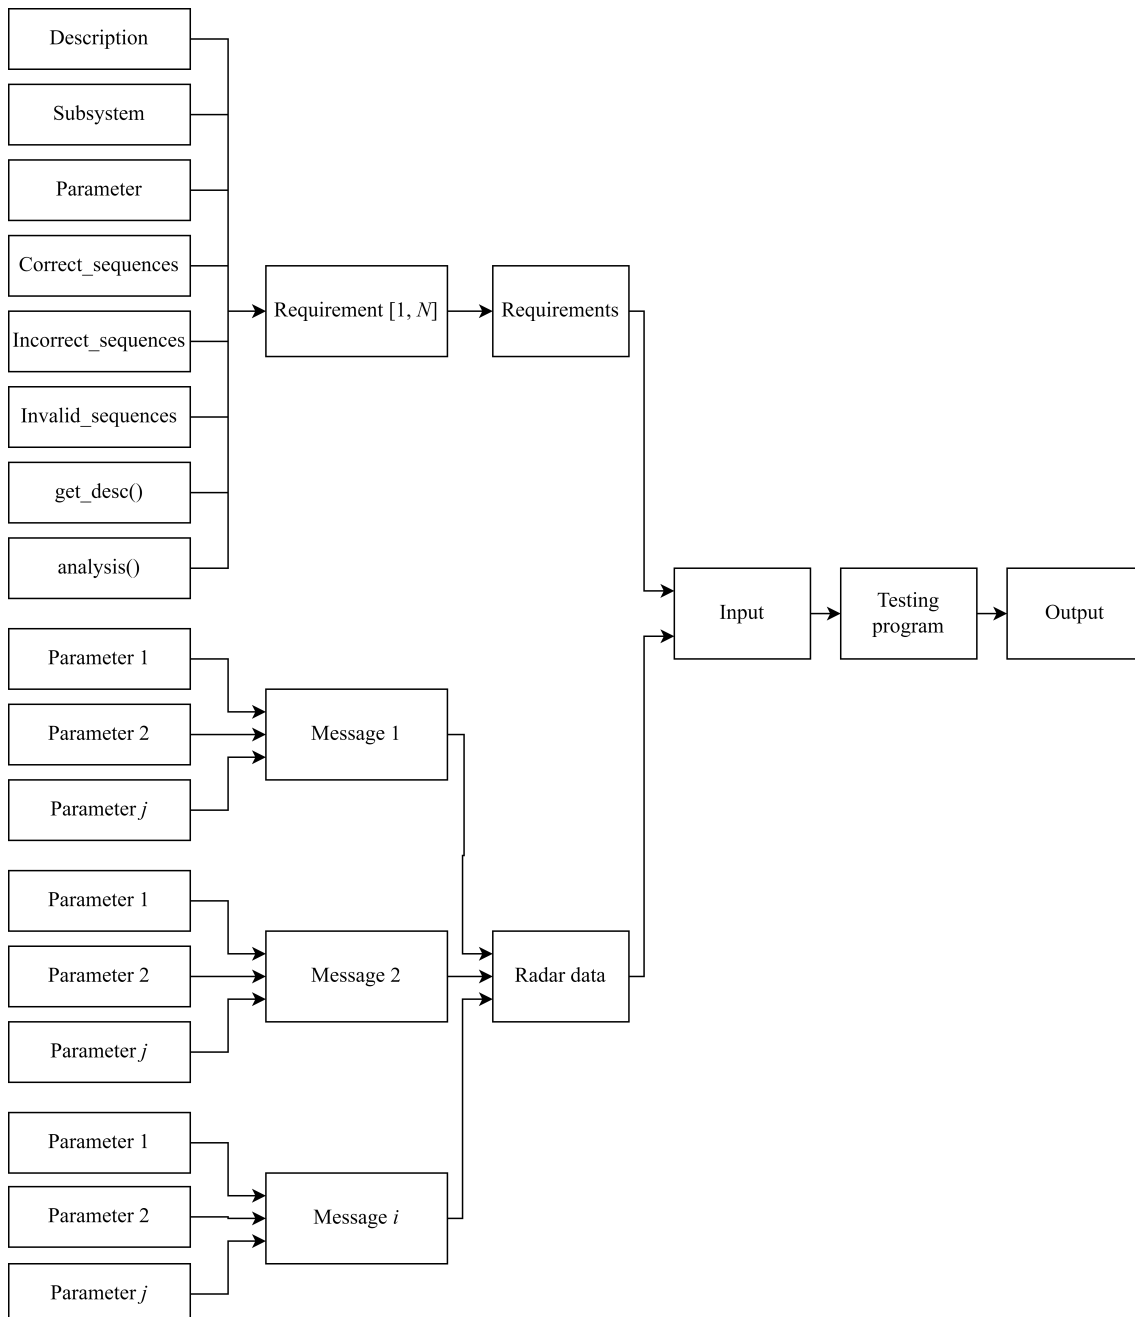 Description
Subsystem
Parameter
Correct_sequences
Incorrect_sequences
Invalid_sequences
get_desc()
analysis()
Requirement [1, N]
Requirements
Parameter 1
Parameter 2
Parameter j
Message 1
Parameter 1
Parameter 2
Parameter j
Message 2
Parameter 1
Parameter 2
Parameter j
Message i
Radar data
Input
Testing
program
Output